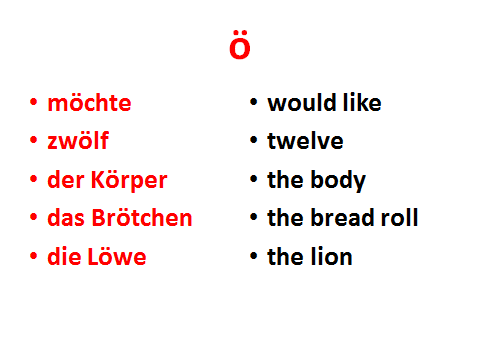 ö
• möchte
• zwölf
• der Körper
• das Brötchen
• die Löwe
• would like
• twelve
• the body
• the bread roll
• the lion